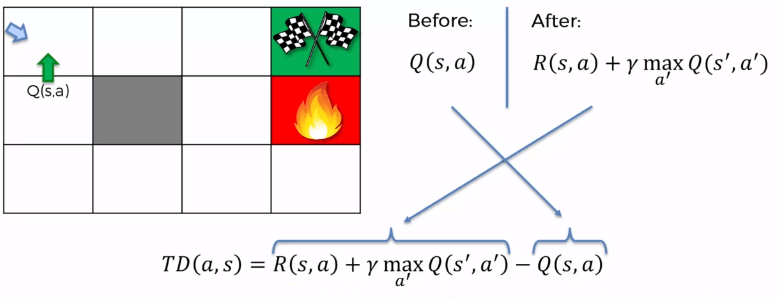 Before:
After:
Q(s, a)
R(s, a) + γ max Q(s′, a′)
a′
Q(s,a)
TD(a, s) = R(s, a) + γ max Q(s′, a′) − Q(s, a)
a′